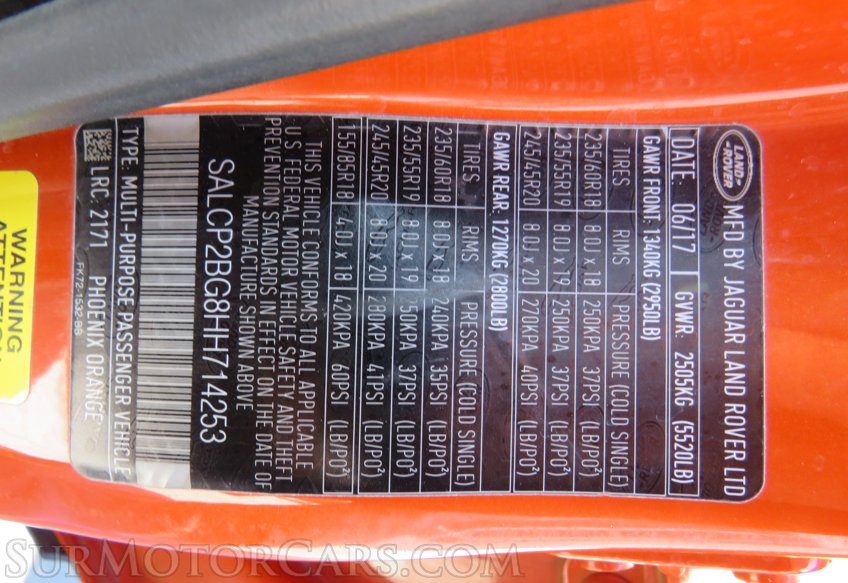 LAND ROVER
MFD BY JAGUAR LAND ROVER LTD
DATE: 06/17 GVWR: 2505KG (5520LB)
GAWR FRONT: 1340KG (2950LB)
TIRES RIMS PRESSURE (COLD SINGLE)
235/60R18 8.0J x 18 250KPA 37PSI (LB/PO²)
235/55R19 8.0J x 19 250KPA 37PSI (LB/PO²)
245/45R20 8.0J x 20 270KPA 40PSI (LB/PO²)
GAWR REAR: 1270KG (2800LB)
TIRES RIMS PRESSURE (COLD SINGLE)
235/60R18 8.0J x 18 240KPA 35PSI (LB/PO²)
235/55R19 8.0J x 19 250KPA 37PSI (LB/PO²)
245/45R20 8.0J x 20 280KPA 41PSI (LB/PO²)
155/85R18 4.0J x 18 420KPA 60PSI (LB/PO²)
THIS VEHICLE CONFORMS TO ALL APPLICABLE
U.S. FEDERAL MOTOR VEHICLE SAFETY AND THEFT
PREVENTION STANDARDS IN EFFECT ON THE DATE OF
MANUFACTURE SHOWN ABOVE
SALCP2BG8HH714253
TYPE: MULTI-PURPOSE PASSENGER VEHICLE
LRC: 2171 PHOENIX ORANGE
FK72-1532-BB
WARNING
ATTENTION
SurMotorCars.com